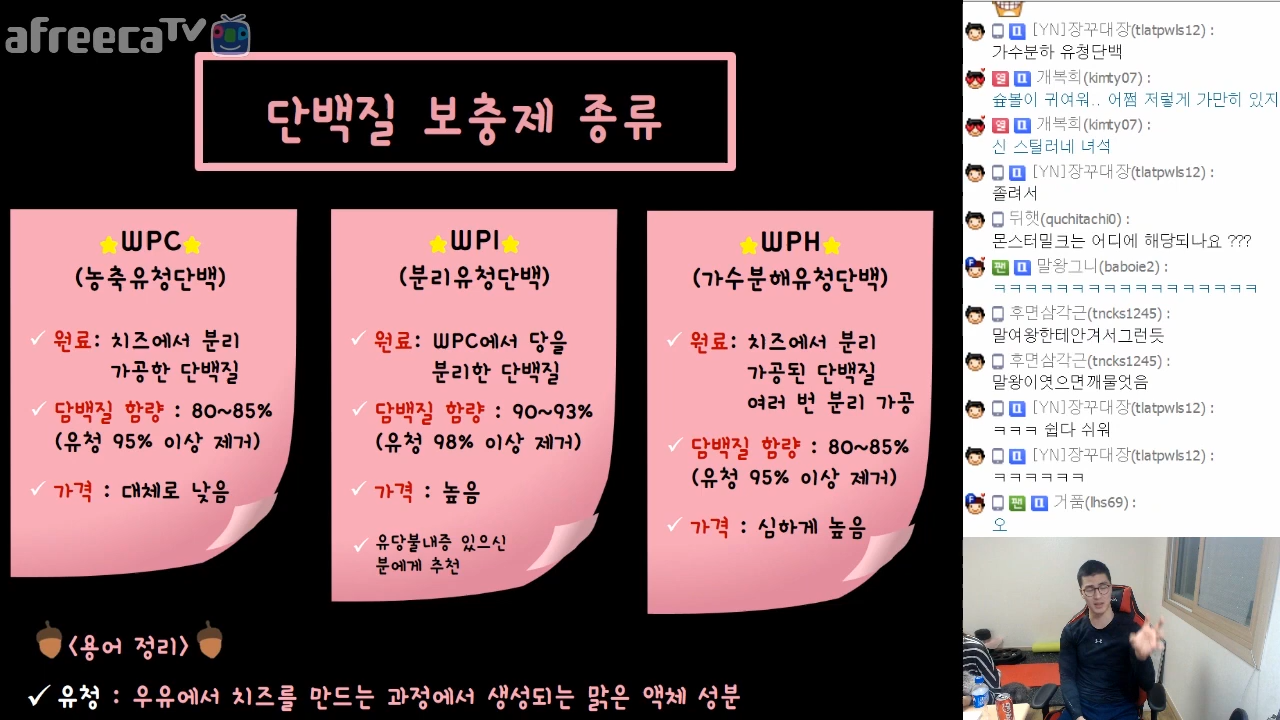 afreecaTV
단백질 보충제 종류
WPC
(농축유청단백)
원료: 치즈에서 분리
가공한 단백질
담백질 함량 : 80~85%
(유청 95% 이상 제거)
가격 : 대체로 낮음
WPI
(분리유청단백)
원료: WPC에서 당을
분리한 단백질
담백질 함량 : 90~93%
(유청 98% 이상 제거)
가격 : 높음
유당불내증 있으신
분에게 추천
WPH
(가수분해유청단백)
원료: 치즈에서 분리
가공된 단백질
여러 번 분리 가공
담백질 함량 : 80~85%
(유청 95% 이상 제거)
가격 : 심하게 높음
<용어 정리>
유청 : 우유에서 치즈를 만드는 과정에서 생성되는 맑은 액체 성분
[YN]장꾸대장(tlatpwls12) :
가수분하 유청단백
열 개복희(kimty07) :
숲볼이 귀여워.. 어쩜 저렇게 가만히 있지
열 개복희(kimty07) :
신 스틸러네 녀석
[YN]장꾸대장(tlatpwls12) :
졸려서
뒤햇(quchitachi0) :
몬스터밀크는 어디에 해당되나요 ???
팬 말왕그니(baboie2) :
ㅋㅋㅋㅋㅋㅋㅋㅋㅋㅋㅋㅋㅋㅋㅋㅋㅋ
후면삼각근(tncks1245) :
말여왕한테안겨서그런듯
후면삼각근(tncks1245) :
말왕이엿으면깨물엇음
[YN]장꾸대장(tlatpwls12) :
ㅋㅋㅋ 쉽다 쉬워
[YN]장꾸대장(tlatpwls12) :
ㅋㅋㅋㅋㅋㅋ
팬 거품(lhs69) :
오